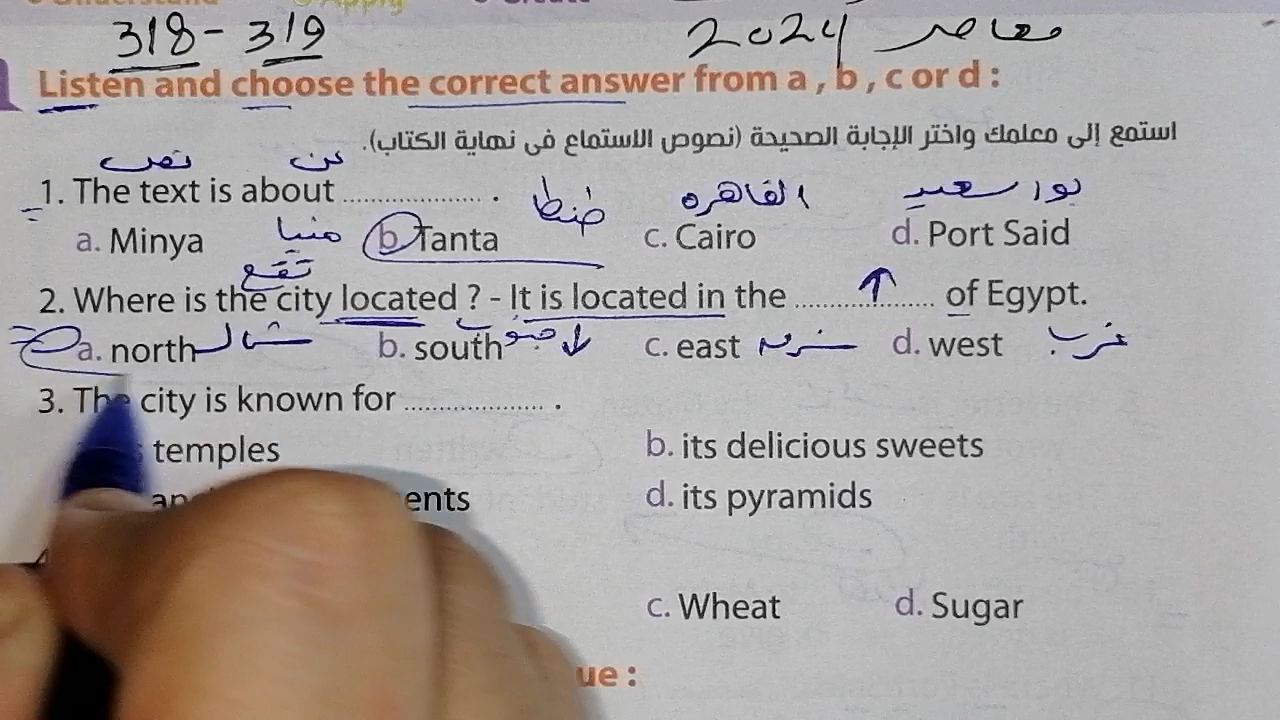 Apply
318 - 319 معاصر 2024
Listen and choose the correct answer from a , b , c or d :
استمع إلى معلمك واختر الإجابة الصحيحة (نصوص الاستماع فى نهاية الكتاب).
نص عن
1. The text is about .................... .
طنطا القاهره بور سعيد
a. Minya منيا b. Tanta c. Cairo d. Port Said
تقع
2. Where is the city located ? - It is located in the .................... of Egypt.
a. north شمال b. south جنوب c. east d. west غرب
3. The city is known for .................... .
temples b. its delicious sweets
ents d. its pyramids
c. Wheat d. Sugar
ue :